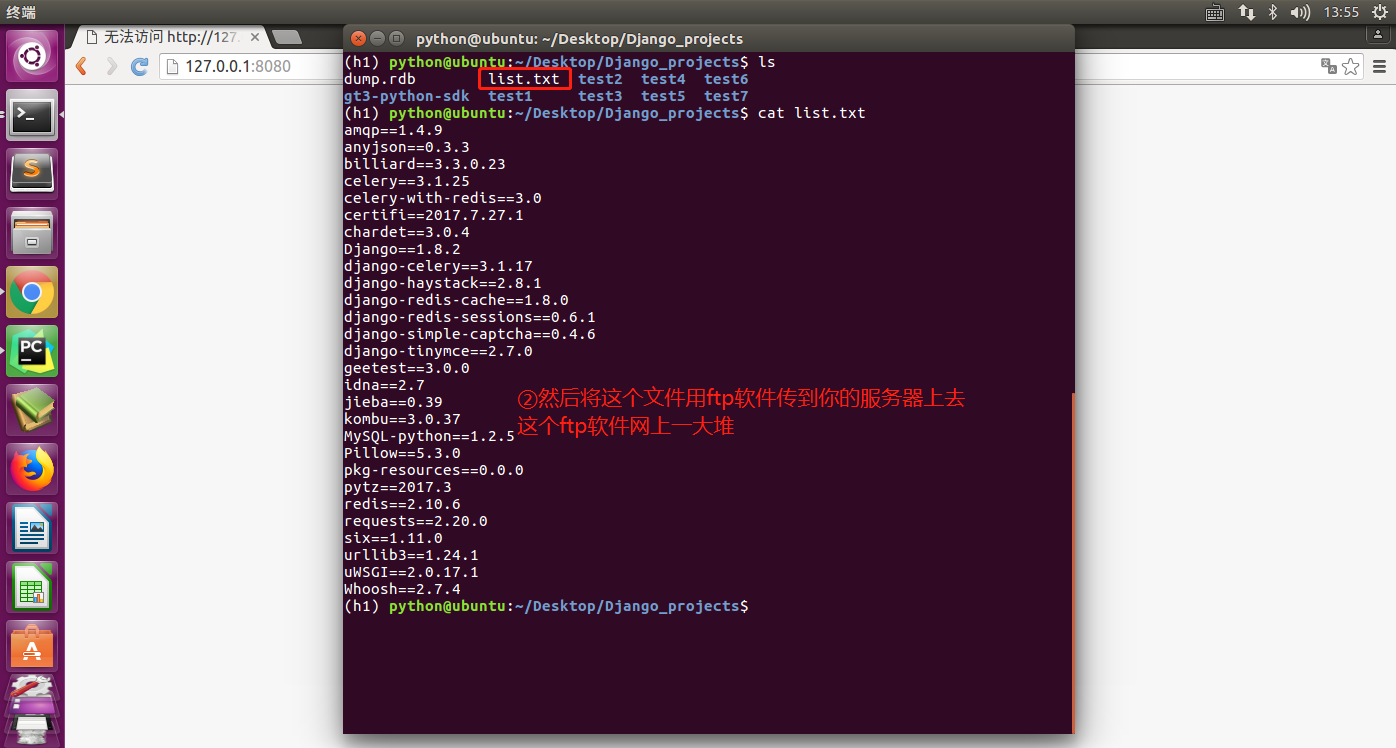 终端
13:55
无法访问 http://127.
127.0.0.1:8080
python@ubuntu: ~/Desktop/Django_projects
(h1) python@ubuntu:~/Desktop/Django_projects$ ls
dump.rdb list.txt test2 test4 test6
gt3-python-sdk test1 test3 test5 test7
(h1) python@ubuntu:~/Desktop/Django_projects$ cat list.txt
amqp==1.4.9
anyjson==0.3.3
billiard==3.3.0.23
celery==3.1.25
celery-with-redis==3.0
certifi==2017.7.27.1
chardet==3.0.4
Django==1.8.2
django-celery==3.1.17
django-haystack==2.8.1
django-redis-cache==1.8.0
django-redis-sessions==0.6.1
django-simple-captcha==0.4.6
django-tinymce==2.7.0
geetest==3.0.0
idna==2.7
jieba==0.39
②然后将这个文件用ftp软件传到你的服务器上去
kombu==3.0.37
这个ftp软件网上一大堆
MySQL-python==1.2.5
Pillow==5.3.0
pkg-resources==0.0.0
pytz==2017.3
redis==2.10.6
requests==2.20.0
six==1.11.0
urllib3==1.24.1
uWSGI==2.0.17.1
Whoosh==2.7.4
(h1) python@ubuntu:~/Desktop/Django_projects$